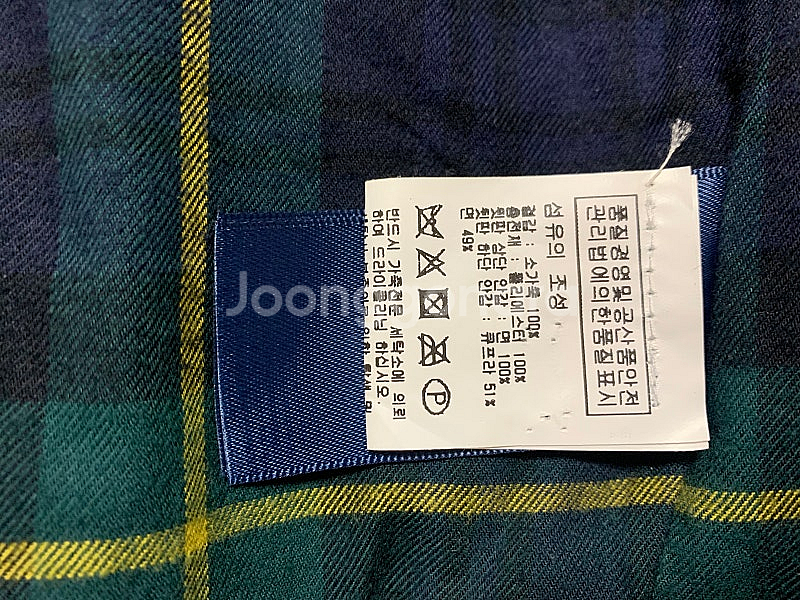 품질경영및공산품안전
관리법에의한품질표시
섬유의 조성
겉감 : 소가죽 100%
충전재 : 폴리에스터 100%
뒷판 상단 안감 : 면 100%
뒷판 하단 안감 : 큐프라 51%
면 49%
P
반드시 가죽전문 세탁소에 의뢰
하여 드라이클리닝 하십시오.